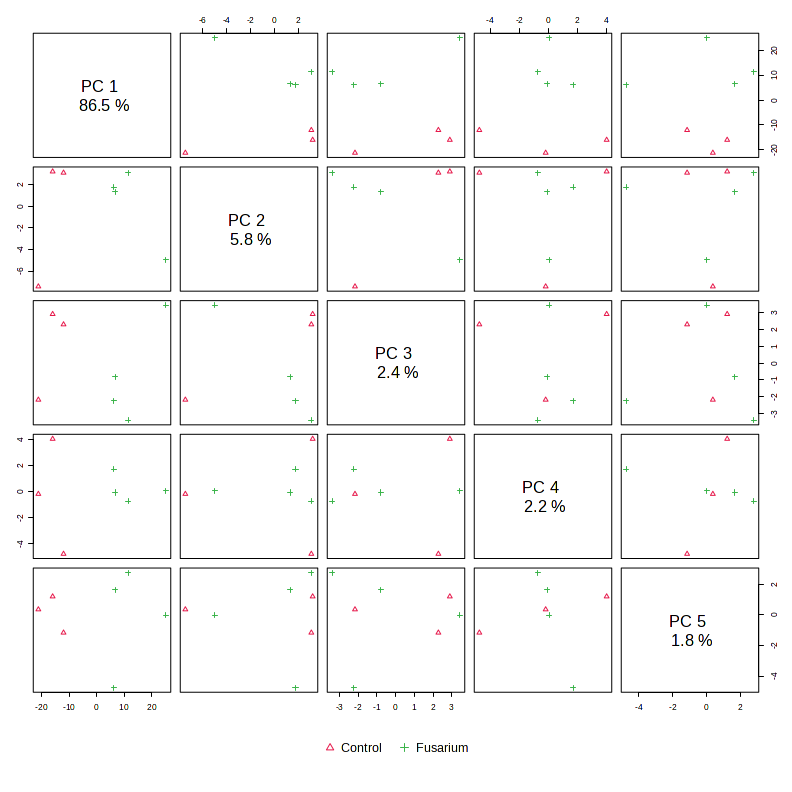 -6 -4 -2 0 2
-4 -2 0 2 4
PC 1
86.5 %
-20 -10 0 10 20
-6 -4 -2 0 2
PC 2
5.8 %
PC 3
2.4 %
-3 -2 -1 0 1 2 3
-4 -2 0 2 4
PC 4
2.2 %
PC 5
1.8 %
-4 -2 0 2
-20 -10 0 10 20
-3 -2 -1 0 1 2 3
-4 -2 0 2
Control Fusarium